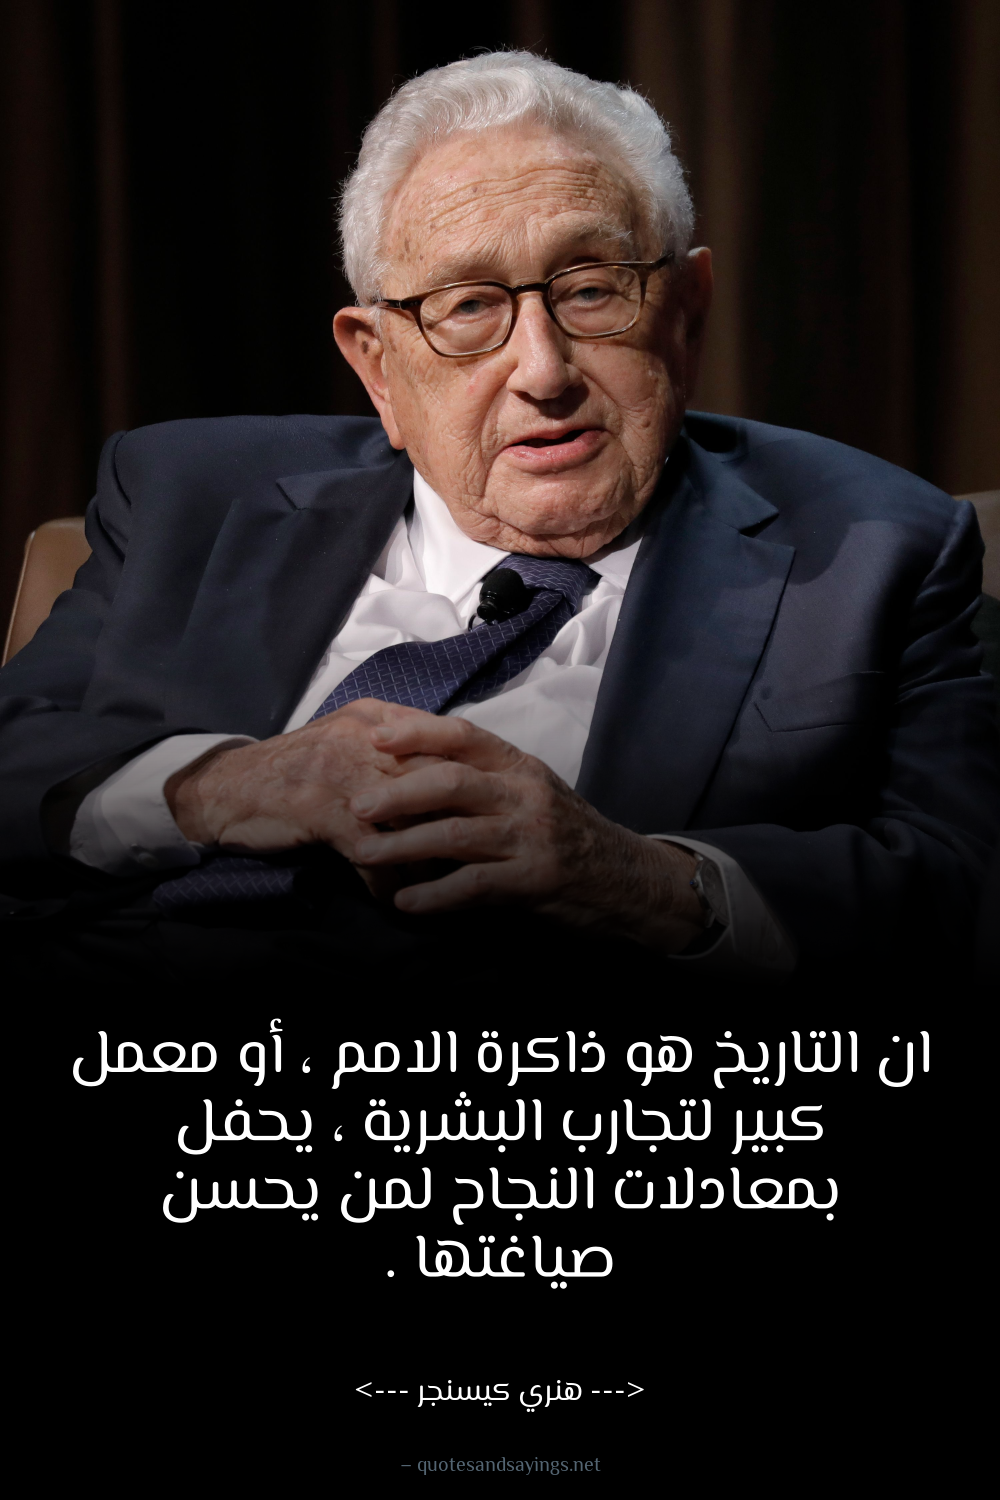 ان التاريخ هو ذاكرة الامم ، أو معمل
كبير لتجارب البشرية ، يحفل
بمعادلات النجاح لمن يحسن
صياغتها .
<--- هنري كيسنجر --->
– quotesandsayings.net